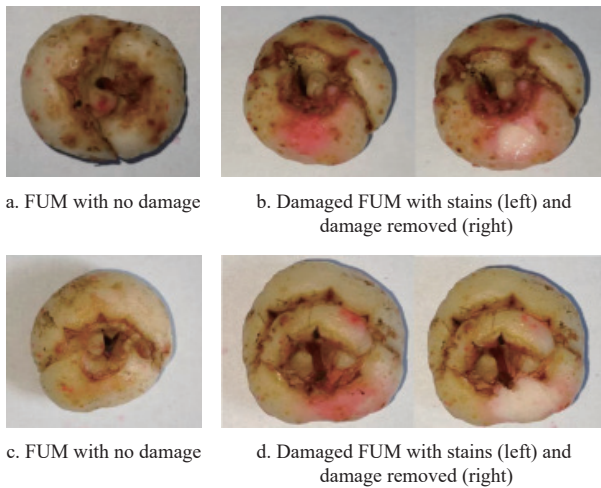 a. FUM with no damage
b. Damaged FUM with stains (left) and
damage removed (right)
c. FUM with no damage
d. Damaged FUM with stains (left) and
damage removed (right)